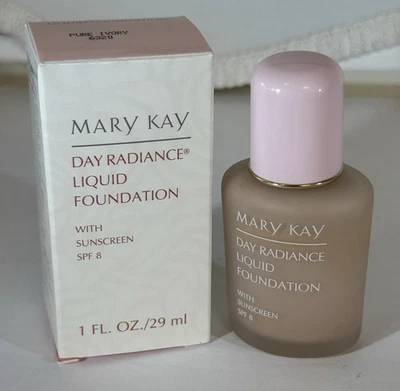 PURE IVORY
6320
MARY KAY
DAY RADIANCE®
LIQUID
FOUNDATION
WITH
SUNSCREEN
SPF 8
1 FL. OZ./29 ml
MARY KAY
DAY RADIANCE
LIQUID
FOUNDATION
WITH
SUNSCREEN
SPF 8